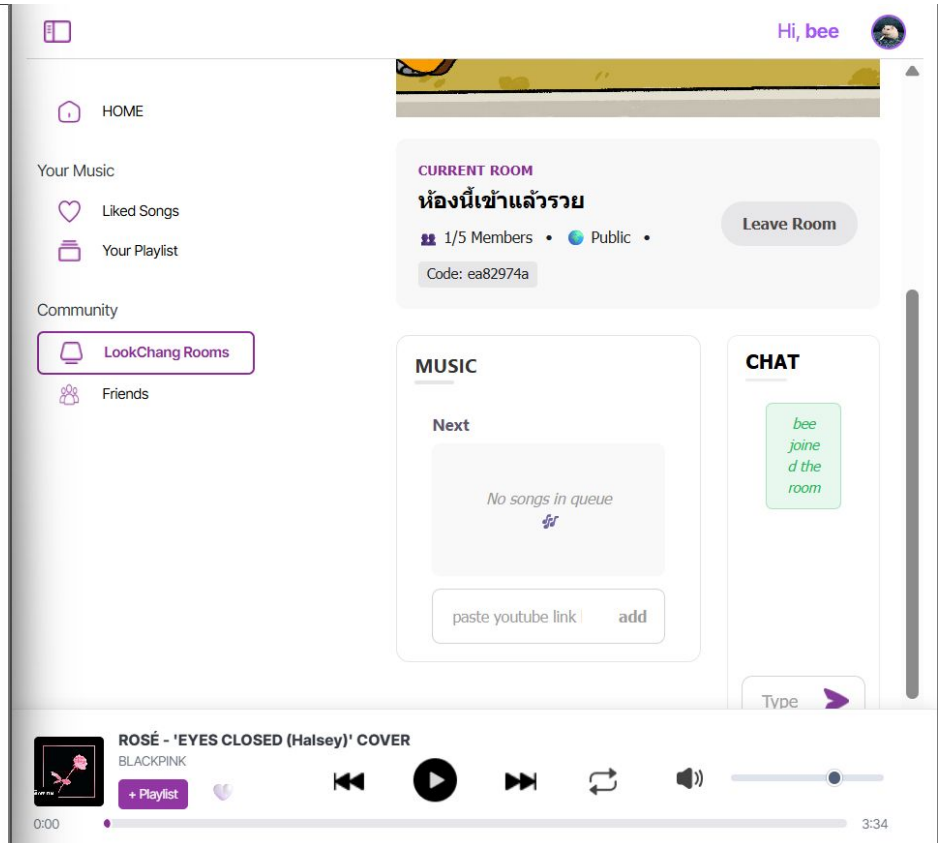 Hi, bee
HOME
Your Music
Liked Songs
Your Playlist
Community
LookChang Rooms
Friends
CURRENT ROOM
ห้องนี้เข้าแล้วรวย
1/5 Members • Public •
Code: ea82974a
Leave Room
MUSIC
Next
No songs in queue
paste youtube link
add
CHAT
bee
joine
d the
room
Type
ROSÉ - 'EYES CLOSED (Halsey)' COVER
BLACKPINK
+ Playlist
0:00
3:34